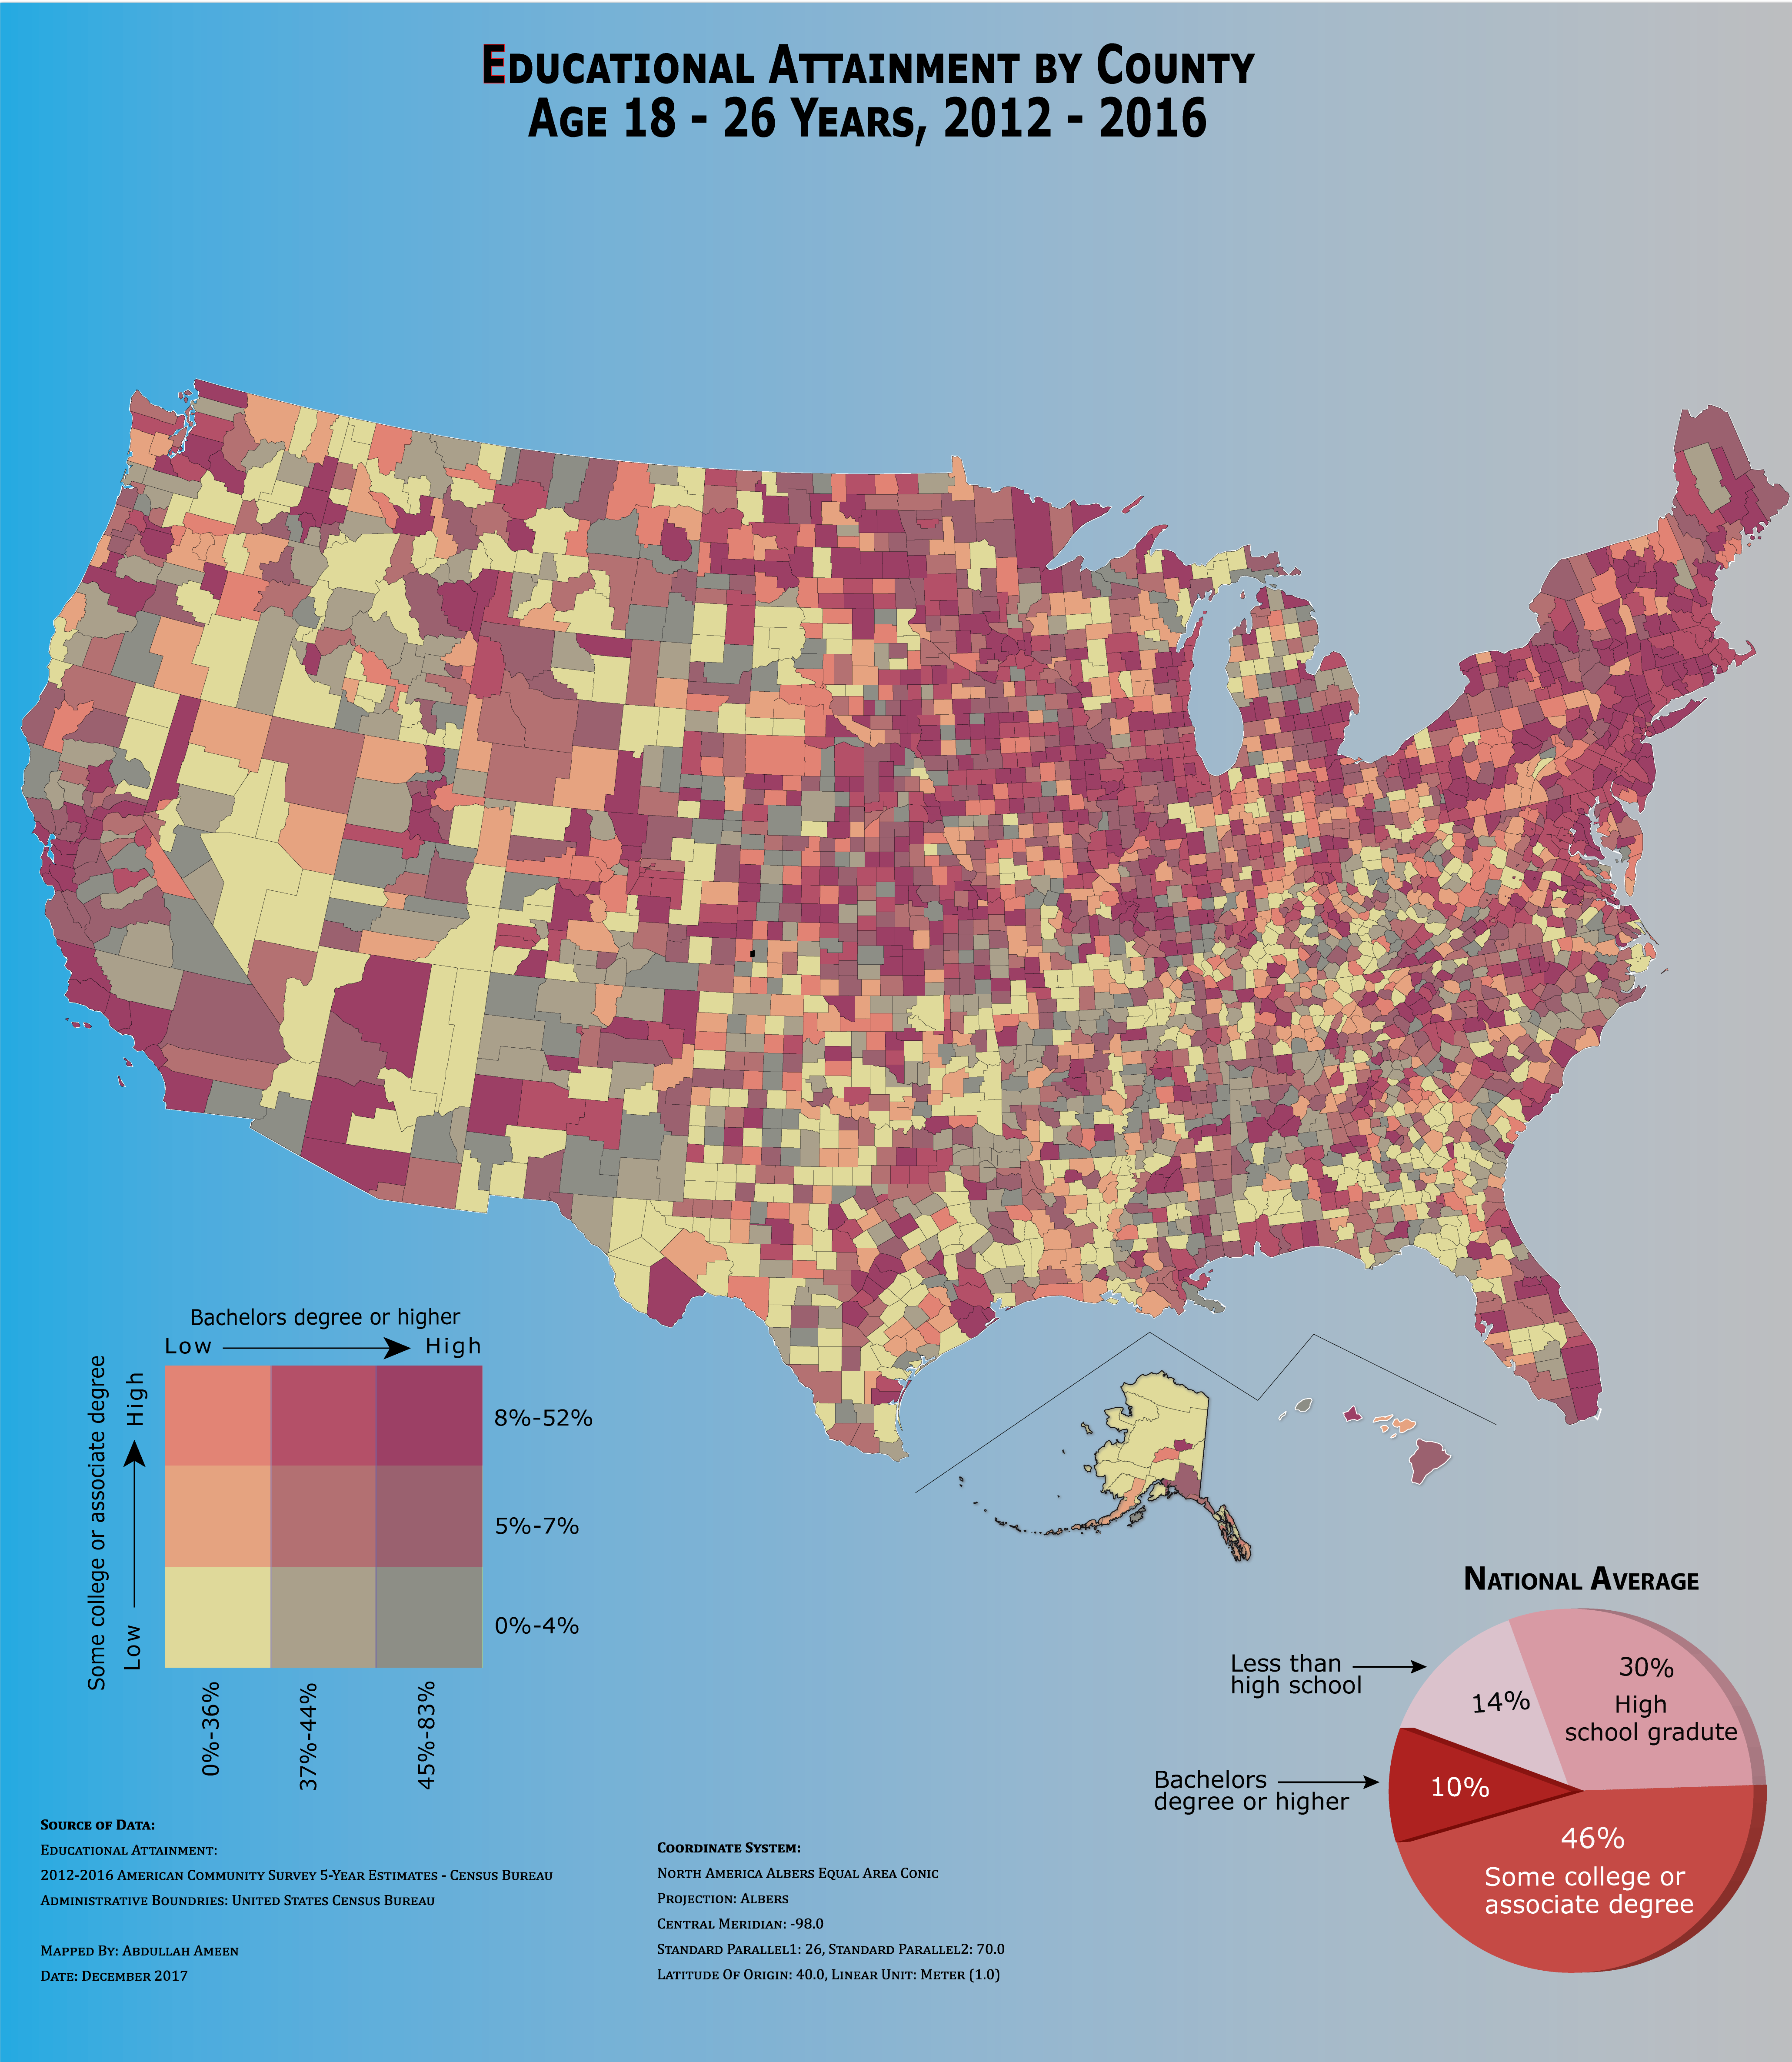 Educational Attainment by County
Age 18 - 26 Years, 2012 - 2016
Bachelors degree or higher
Low
High
Some college or associate degree
High
Low
8%-52%
5%-7%
0%-4%
0%-36%
37%-44%
45%-83%
National Average
Less than
high school
14%
30%
High
school gradute
Bachelors
degree or higher
10%
46%
Some college or
associate degree
Source of Data:
Educational Attainment:
2012-2016 American Community Survey 5-Year Estimates - Census Bureau
Administrative Boundries: United States Census Bureau
Mapped By: Abdullah Ameen
Date: December 2017
Coordinate System:
North America Albers Equal Area Conic
Projection: Albers
Central Meridian: -98.0
Standard Parallel1: 26, Standard Parallel2: 70.0
Latitude Of Origin: 40.0, Linear Unit: Meter (1.0)